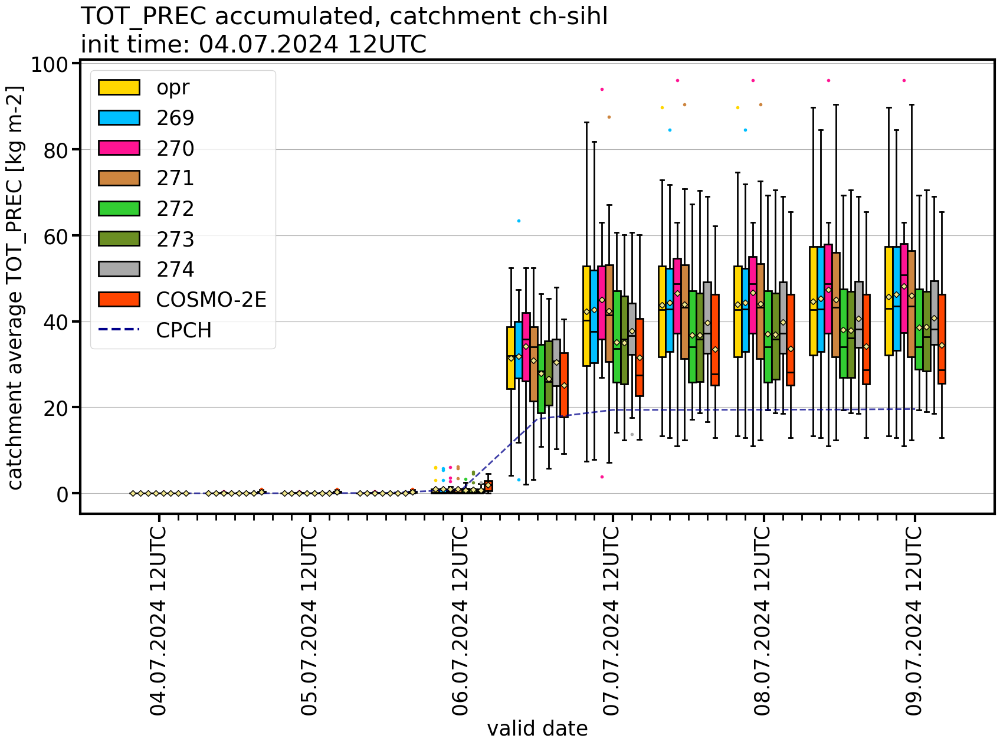 TOT_PREC accumulated, catchment ch-sihl
init time: 04.07.2024 12UTC
catchment average TOT_PREC [kg m-2]
100
80
60
40
20
0
opr
269
270
271
272
273
274
COSMO-2E
CPCH
04.07.2024 12UTC
05.07.2024 12UTC
06.07.2024 12UTC
07.07.2024 12UTC
08.07.2024 12UTC
09.07.2024 12UTC
valid date